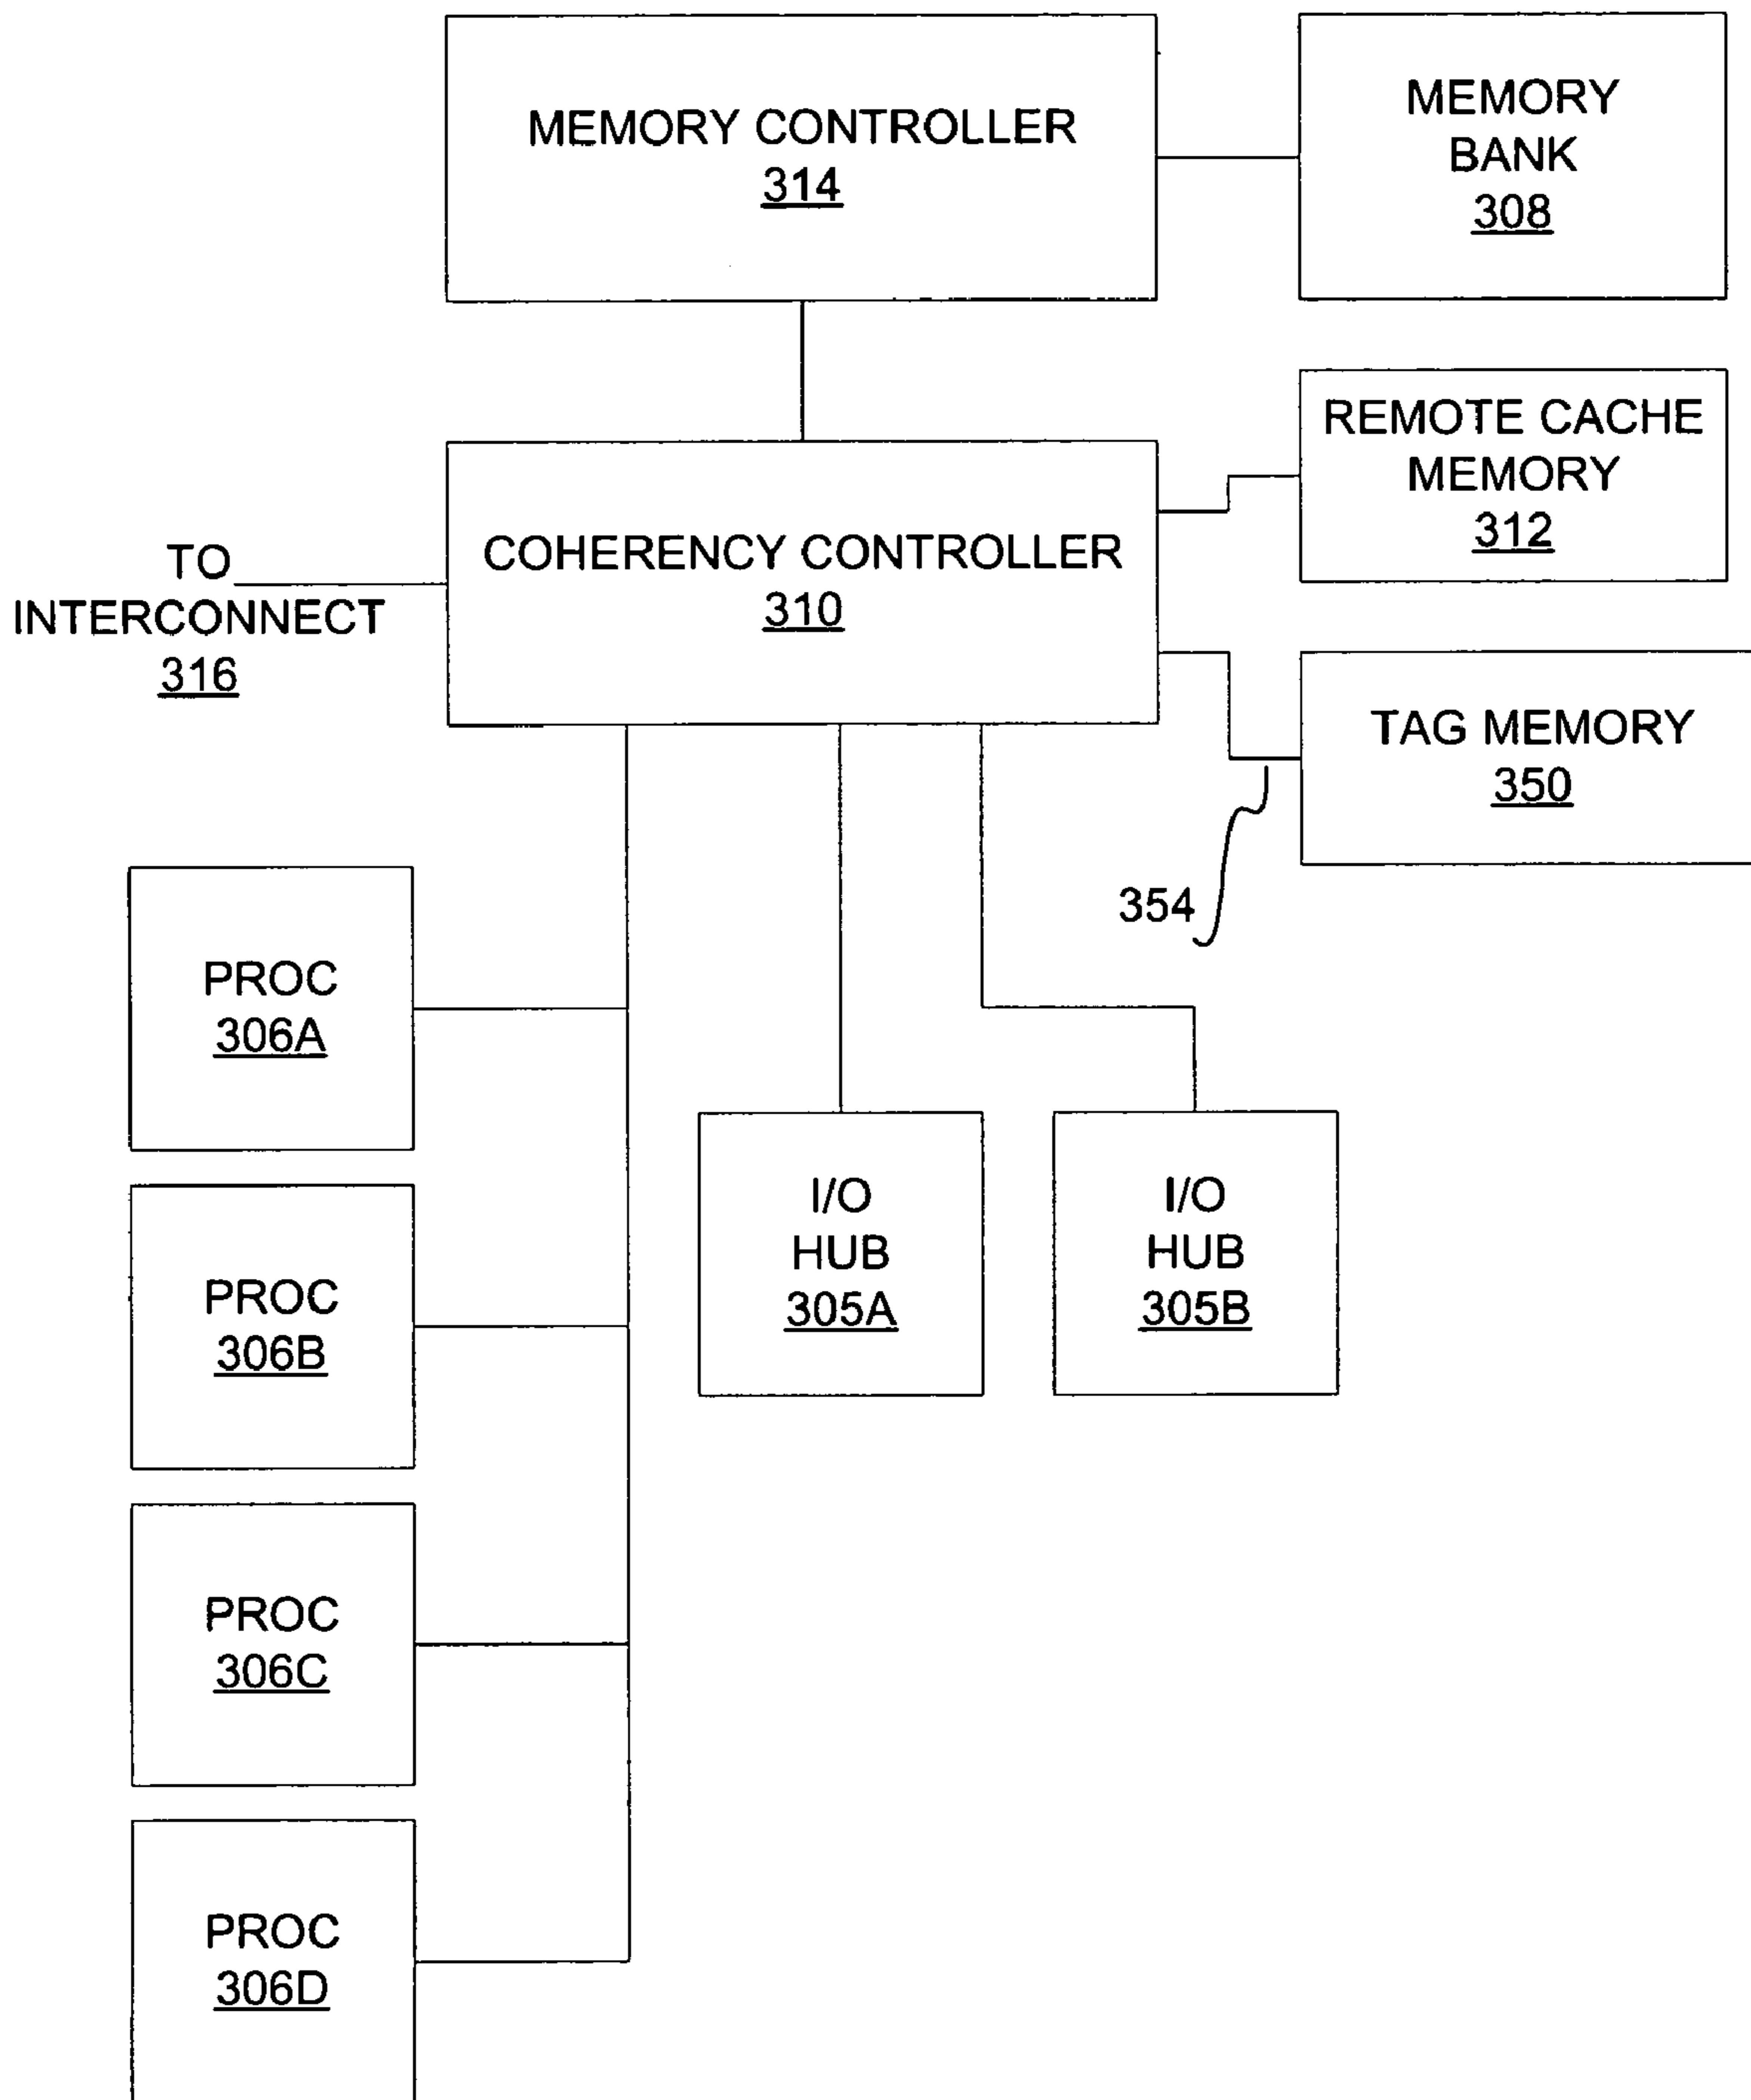 MEMORY CONTROLLER
314
MEMORY
BANK
308
REMOTE CACHE
MEMORY
312
COHERENCY CONTROLLER
310
TO
INTERCONNECT
316
TAG MEMORY
350
354
PROC
306A
I/O
HUB
305A
I/O
HUB
305B
PROC
306B
PROC
306C
PROC
306D